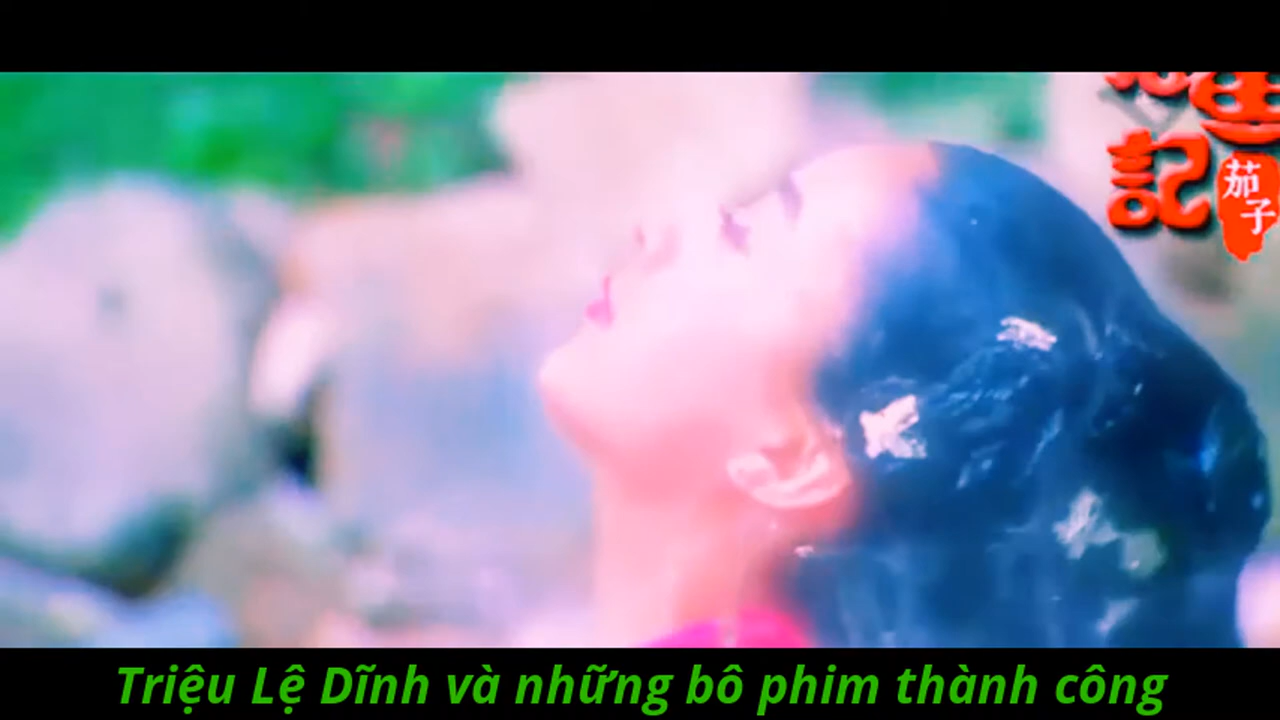 記
茄子
Triệu Lệ Dĩnh và những bô phim thành công